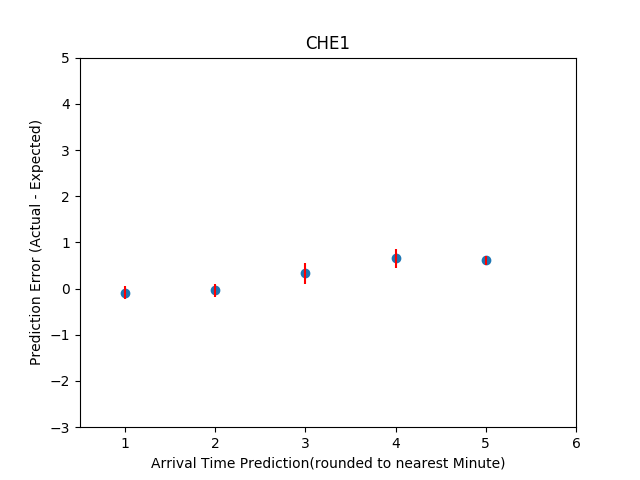 CHE1
5
4
3
2
1
0
−1
−2
−3
Prediction Error (Actual - Expected)
1 2 3 4 5 6
Arrival Time Prediction(rounded to nearest Minute)